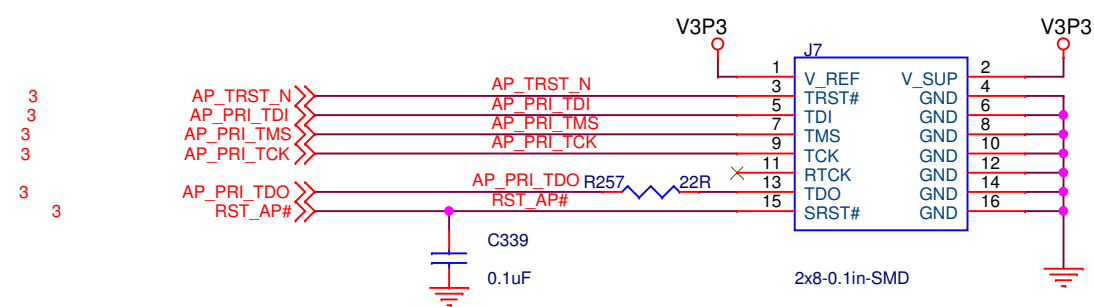 V3P3 V3P3
J7
1 V_REF V_SUP 2
3 AP_TRST_N AP_TRST_N 3 TRST# GND 4
3 AP_PRI_TDI AP_PRI_TDI 5 TDI GND 6
3 AP_PRI_TMS AP_PRI_TMS 7 TMS GND 8
3 AP_PRI_TCK AP_PRI_TCK 9 TCK GND 10
11 RTCK GND 12
3 AP_PRI_TDO AP_PRI_TDO R257 22R 13 TDO GND 14
3 RST_AP# RST_AP# 15 SRST# GND 16
C339
0.1uF 2x8-0.1in-SMD